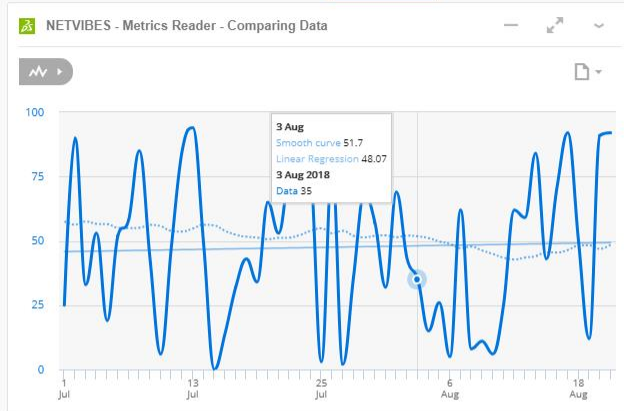 NETVIBES - Metrics Reader - Comparing Data
100
75
50
25
0
3 Aug
Smooth curve 51.7
Linear Regression 48.07
3 Aug 2018
Data 35
1
Jul
13
Jul
25
Jul
6
Aug
18
Aug